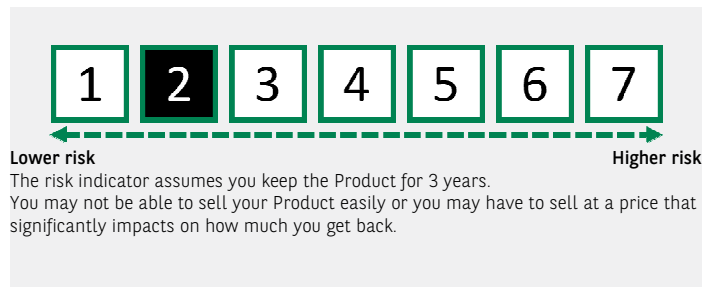 1 2 3 4 5 6 7
Lower risk Higher risk
The risk indicator assumes you keep the Product for 3 years.
You may not be able to sell your Product easily or you may have to sell at a price that
significantly impacts on how much you get back.